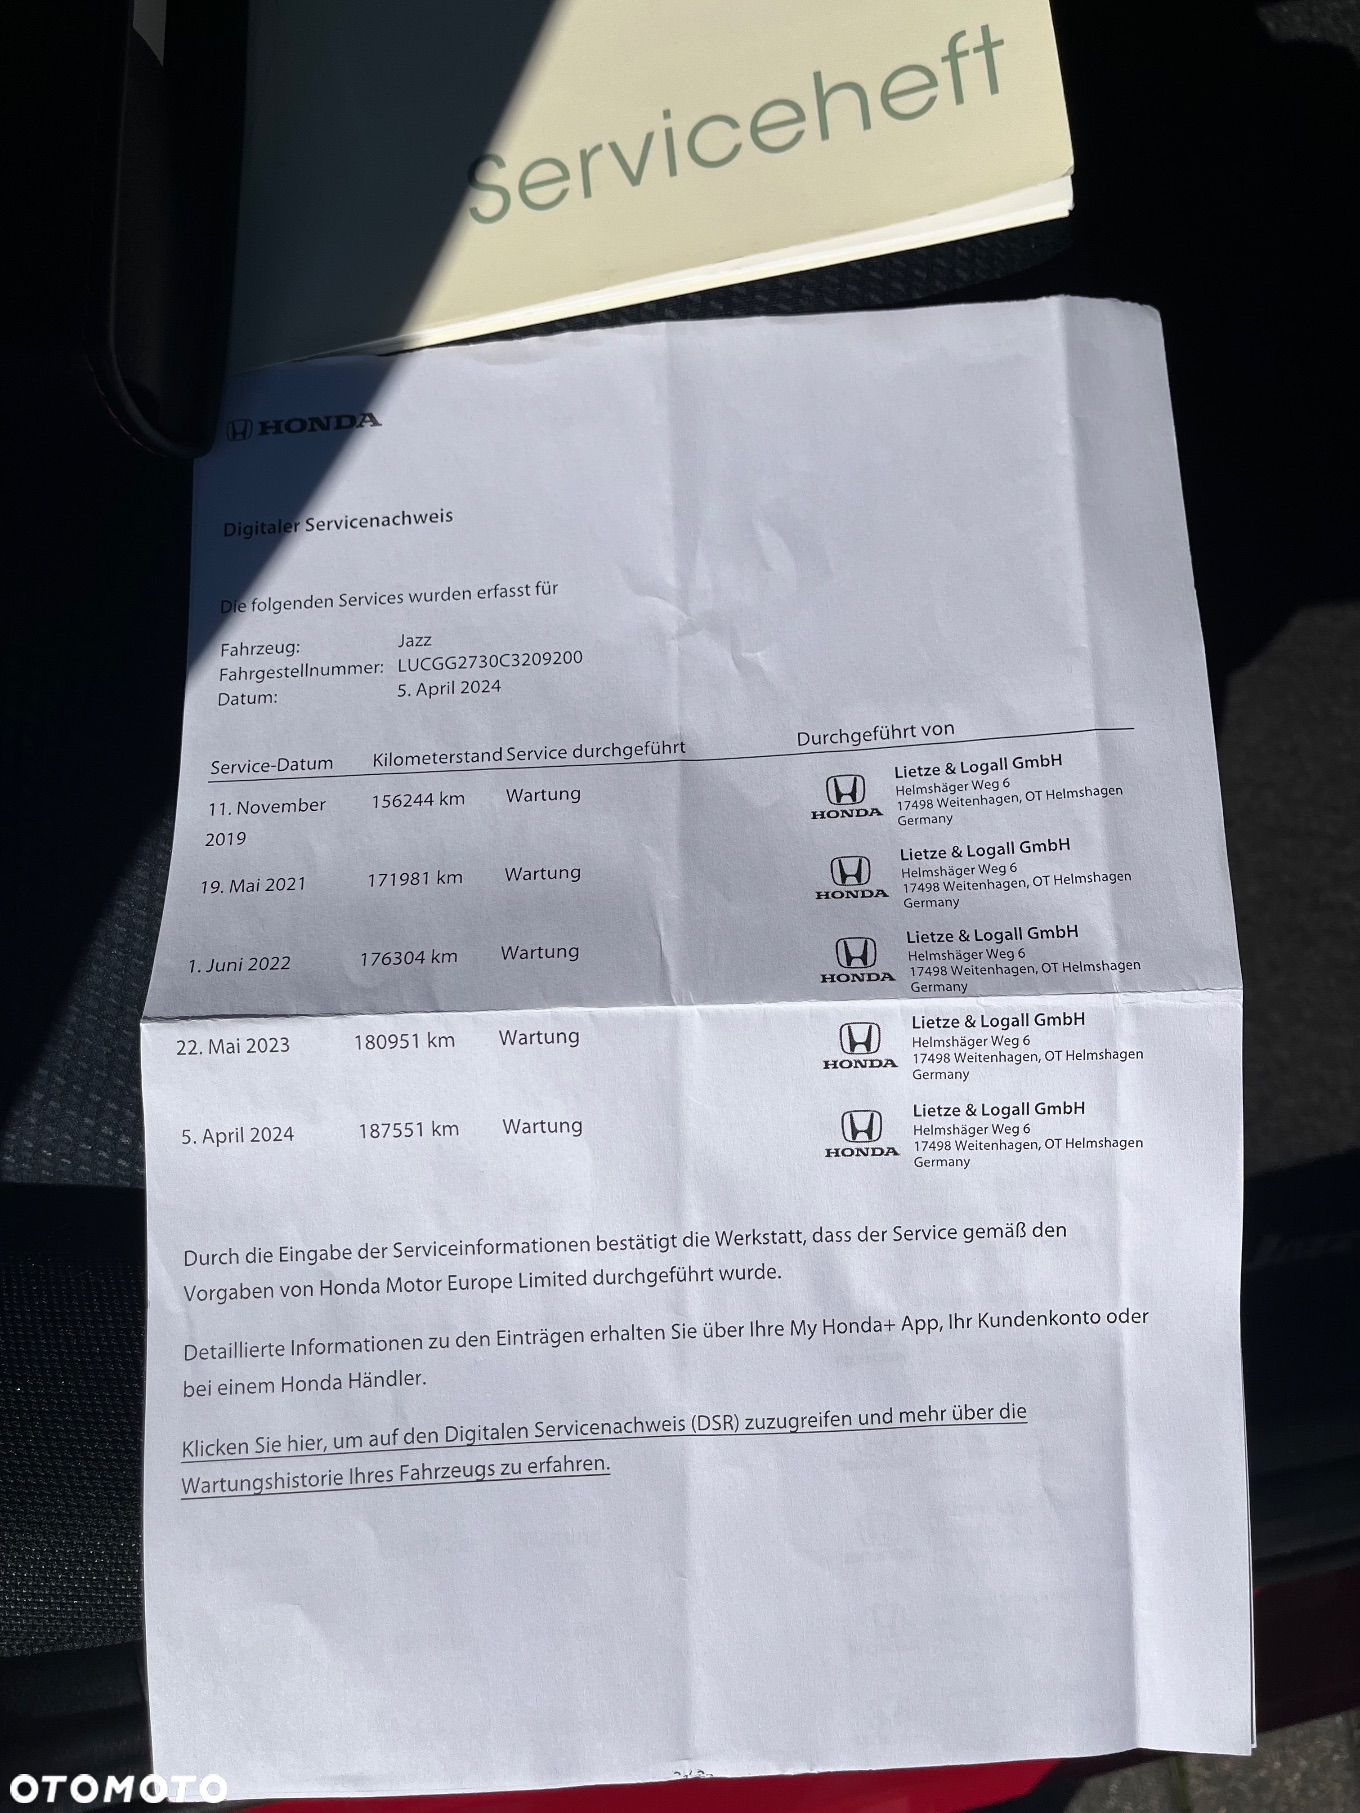 Serviceheft
HONDA
Digitaler Servicenachweis
Die folgenden Services wurden erfasst für
Fahrzeug: Jazz
Fahrgestellnummer: LUCGG2730C3209200
Datum: 5. April 2024
Service-Datum Kilometerstand Service durchgeführt Durchgeführt von
11. November 2019 156244 km Wartung
HONDA
Lietze & Logall GmbH
Helmshäger Weg 6
17498 Weitenhagen, OT Helmshagen
Germany
19. Mai 2021 171981 km Wartung
HONDA
Lietze & Logall GmbH
Helmshäger Weg 6
17498 Weitenhagen, OT Helmshagen
Germany
1. Juni 2022 176304 km Wartung
HONDA
Lietze & Logall GmbH
Helmshäger Weg 6
17498 Weitenhagen, OT Helmshagen
Germany
22. Mai 2023 180951 km Wartung
HONDA
Lietze & Logall GmbH
Helmshäger Weg 6
17498 Weitenhagen, OT Helmshagen
Germany
5. April 2024 187551 km Wartung
HONDA
Lietze & Logall GmbH
Helmshäger Weg 6
17498 Weitenhagen, OT Helmshagen
Germany
Durch die Eingabe der Serviceinformationen bestätigt die Werkstatt, dass der Service gemäß den
Vorgaben von Honda Motor Europe Limited durchgeführt wurde.
Detaillierte Informationen zu den Einträgen erhalten Sie über Ihre My Honda+ App, Ihr Kundenkonto oder
bei einem Honda Händler.
Klicken Sie hier, um auf den Digitalen Servicenachweis (DSR) zuzugreifen und mehr über die
Wartungshistorie Ihres Fahrzeugs zu erfahren.
OTOMOTO